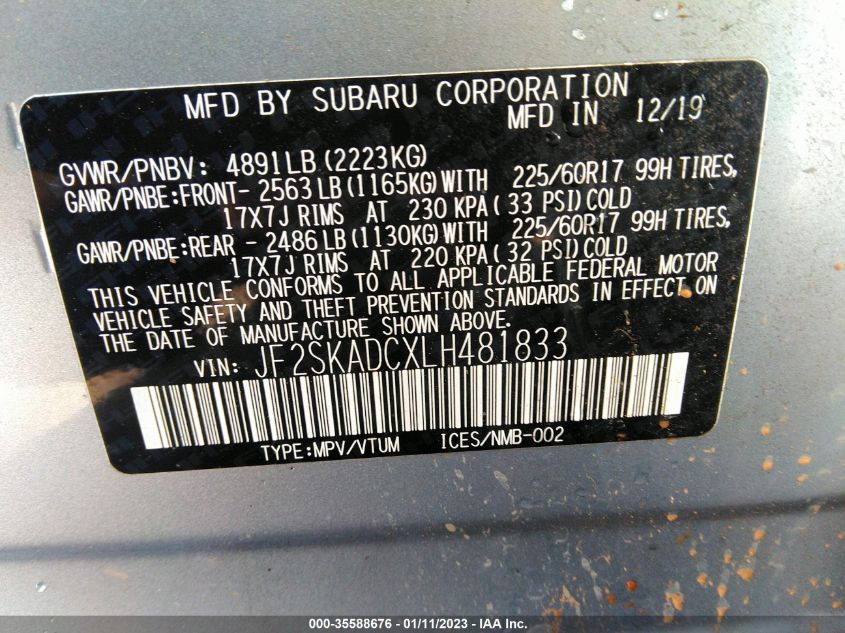 MFD BY SUBARU CORPORATION
MFD IN 12/19
GVWR/PNBV: 4891LB (2223KG)
GAWR/PNBE:FRONT- 2563 LB (1165KG) WITH 225/60R17 99H TIRES,
17X7J RIMS AT 230 KPA ( 33 PSI) COLD
GAWR/PNBE:REAR - 2486 LB (1130KG) WITH 225/60R17 99H TIRES,
17X7J RIMS AT 220 KPA ( 32 PSI) COLD
THIS VEHICLE CONFORMS TO ALL APPLICABLE FEDERAL MOTOR
VEHICLE SAFETY AND THEFT PREVENTION STANDARDS IN EFFECT ON
THE DATE OF MANUFACTURE SHOWN ABOVE.
VIN: JF2SKADCXLH481833
TYPE:MPV/VTUM ICES/NMB-002
000-35588676 - 01/11/2023 - IAAI.COM